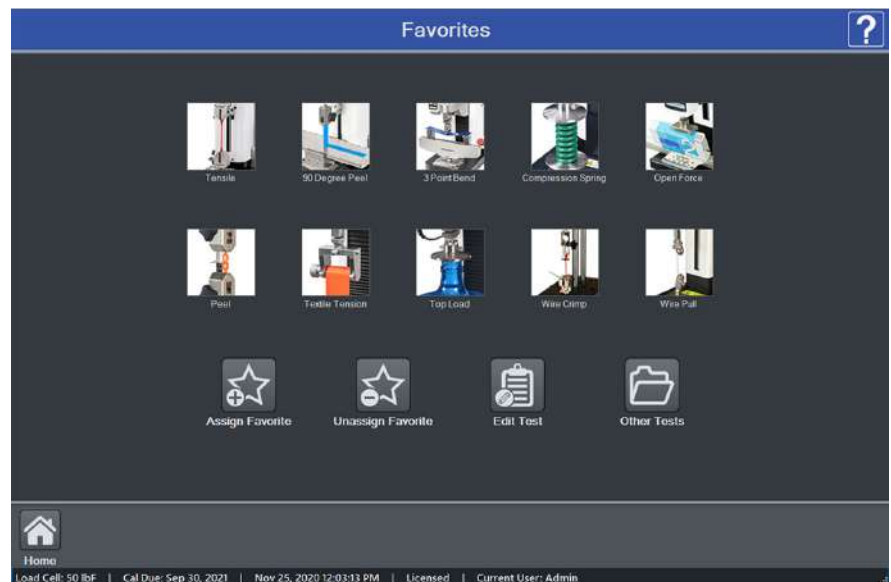 Favorites
?
Tensile 90 Degree Peel 3 Point Bend Compression Spring Open Force
Peel Textile Tension Top Load Wire Crimp Wire Pull
Assign Favorite Unassign Favorite Edit Test Other Tests
Home
Load Cell: 50 lbF | Cal Due: Sep 30, 2021 | Nov 25, 2020 12:03:13 PM | Licensed | Current User: Admin